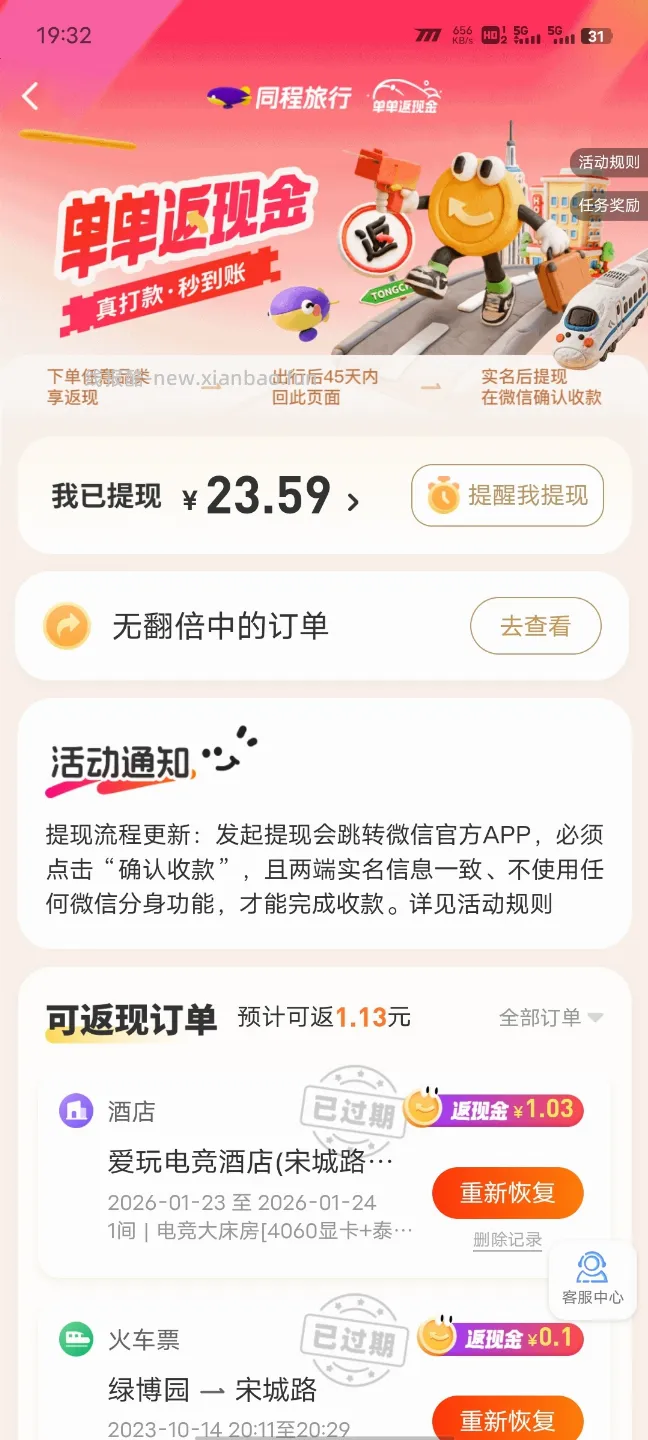 19:32
656 KB/s HD 1 2 5G 5G 31
同程旅行 单单返现金
活动规则
任务奖励
单单返现金
真打款·秒到账
返
HO
TONGCH
下单任意品类
享返现
new.xianbao.fun
出行后45天内
回此页面
实名后提现
在微信确认收款
我已提现 ¥23.59 >
提醒我提现
无翻倍中的订单
去查看
活动通知
提现流程更新：发起提现会跳转微信官方APP，必须
点击“确认收款”，且两端实名信息一致、不使用任
何微信分身功能，才能完成收款。详见活动规则
可返现订单 预计可返1.13元 全部订单
酒店 已过期 返现金¥1.03
爱玩电竞酒店(宋城路…
2026-01-23 至 2026-01-24
1间 | 电竞大床房[4060显卡+泰…
重新恢复
删除记录
客服中心
火车票 已过期 返现金¥0.1
绿博园 — 宋城路
2023-10-14 20:11至20:29
重新恢复